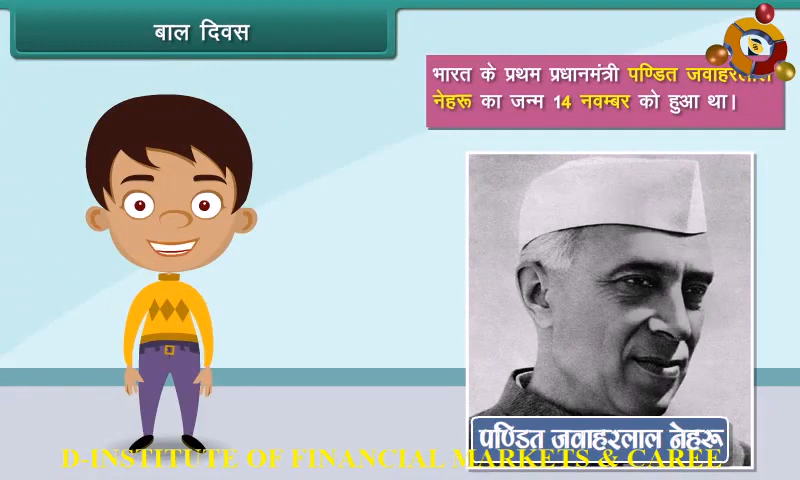 बाल दिवस
भारत के प्रथम प्रधानमंत्री पण्डित जवाहरलाल
नेहरू का जन्म 14 नवम्बर को हुआ था।
पण्डित जवाहरलाल नेहरू
D-INSTITUTE OF FINANCIAL MARKETS & CAREE